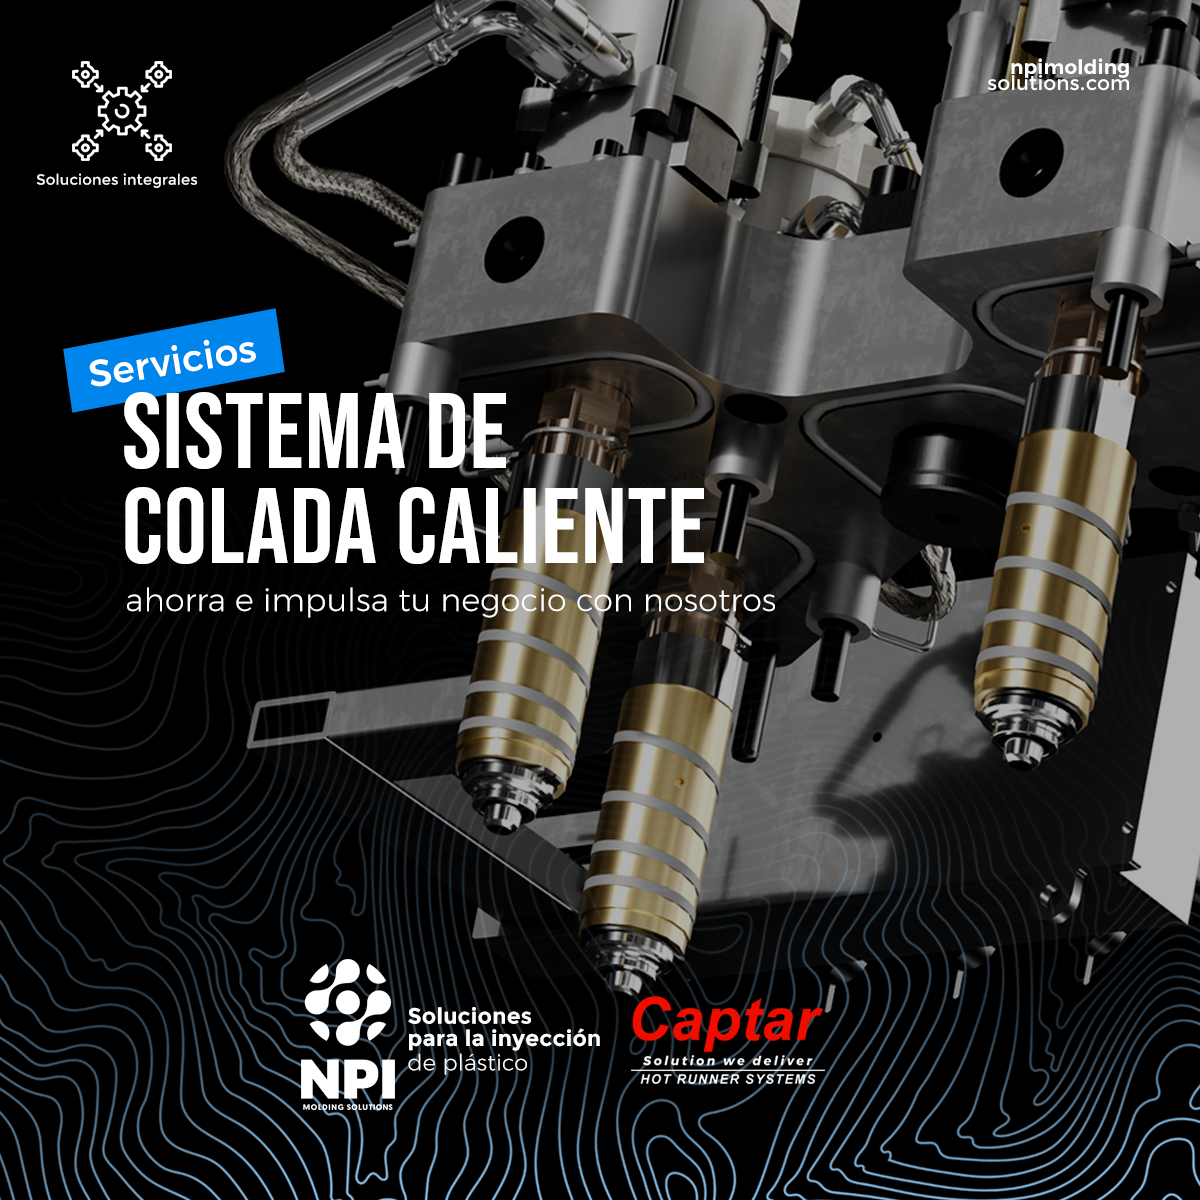 Soluciones integrales
npimolding
solutions.com
Servicios
SISTEMA DE
COLADA CALIENTE
ahorra e impulsa tu negocio con nosotros
NPI
MOLDING SOLUTIONS
Soluciones
para la inyección
de plástico
Captar
Solution we deliver
HOT RUNNER SYSTEMS